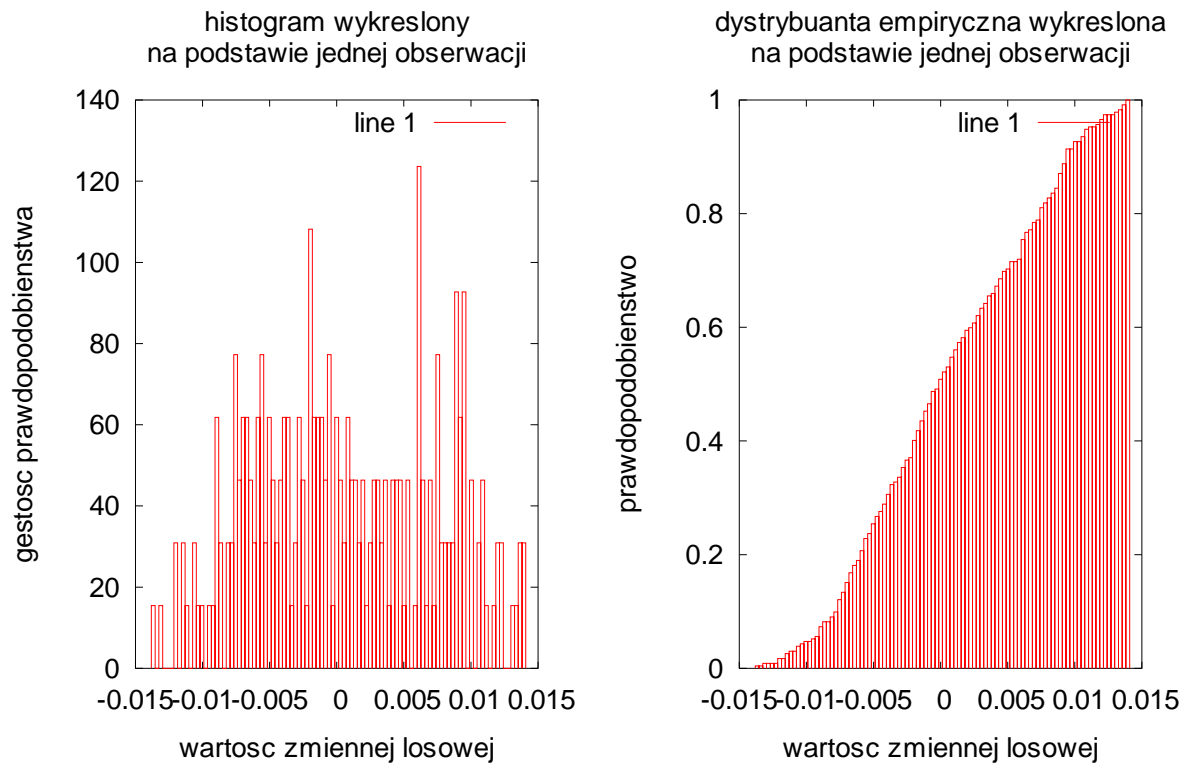 histogram wykreslony
na podstawie jednej obserwacji
140
120
100
80
60
40
20
0
-0.015
-0.01
-0.005
0
0.005
0.01
0.015
line 1
gestosc prawdopodobienstwa
wartosc zmiennej losowej
dystrybuanta empiryczna wykreslona
na podstawie jednej obserwacji
1
0.8
0.6
0.4
0.2
0
-0.015
-0.01
-0.005
0
0.005
0.01
0.015
line 1
prawdopodobienstwo
wartosc zmiennej losowej